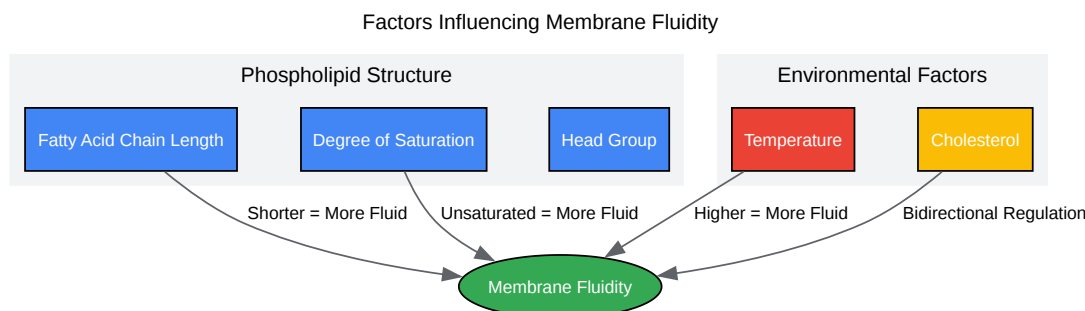 Factors Influencing Membrane Fluidity
Phospholipid Structure
Environmental Factors
Fatty Acid Chain Length
Degree of Saturation
Head Group
Temperature
Cholesterol
Shorter = More Fluid
Unsaturated = More Fluid
Higher = More Fluid
Bidirectional Regulation
Membrane Fluidity